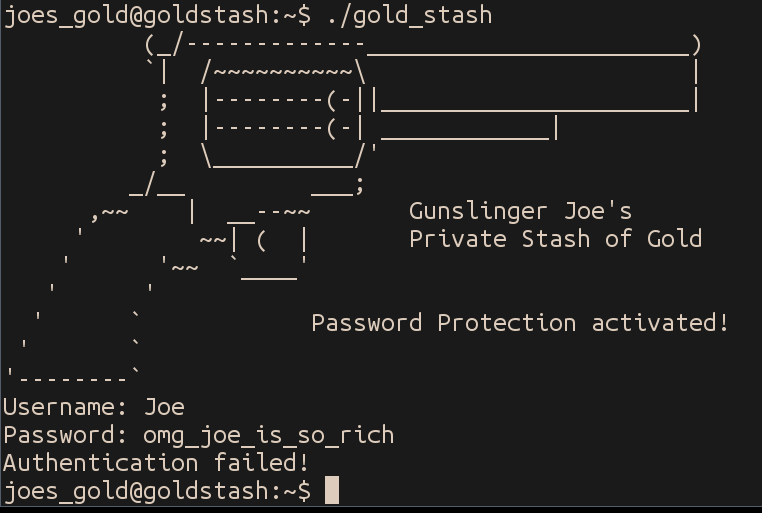 joes_gold@goldstash:~$ ./gold_stash
Gunslinger Joe's
Private Stash of Gold
Password Protection activated!
Username: Joe
Password: omg_joe_is_so_rich
Authentication failed!
joes_gold@goldstash:~$